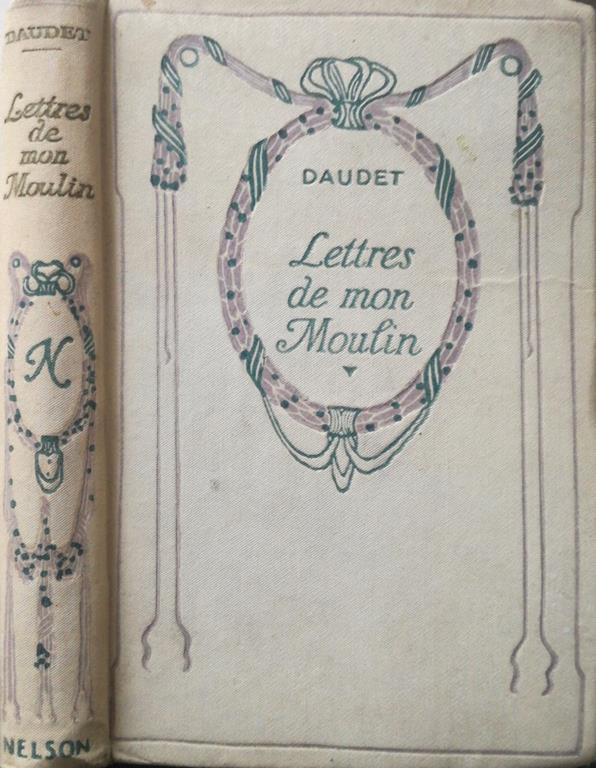 DAUDET
Lettres
de
mon
Moulin
N
NELSON
DAUDET
Lettres
de mon
Moulin